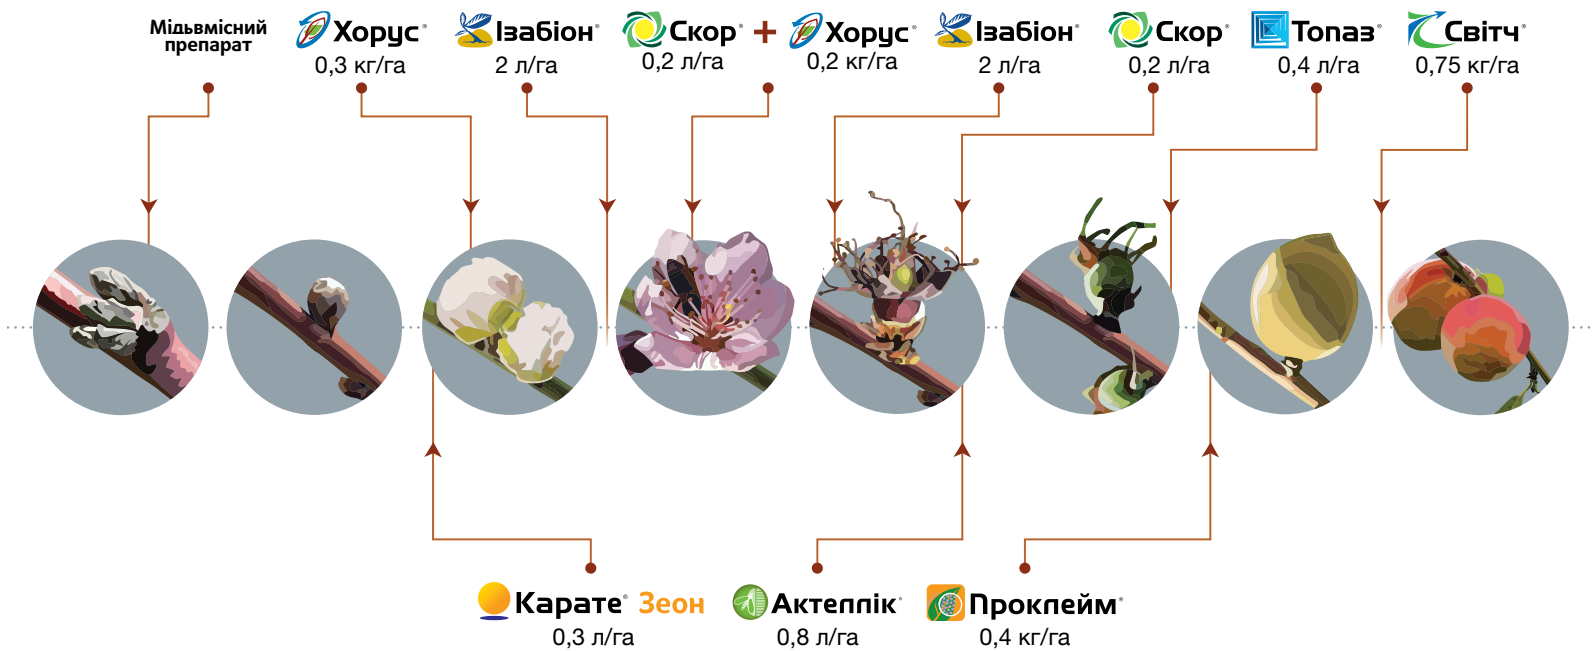 Мідьвмісний
препарат
Хорус®
0,3 кг/га
Ізабіон®
2 л/га
Скор® + Хорус®
0,2 л/га 0,2 кг/га
Ізабіон®
2 л/га
Скор®
0,2 л/га
Топаз®
0,4 л/га
Світч®
0,75 кг/га
Карате® Зеон
0,3 л/га
Актеллік®
0,8 л/га
Проклейм®
0,4 кг/га